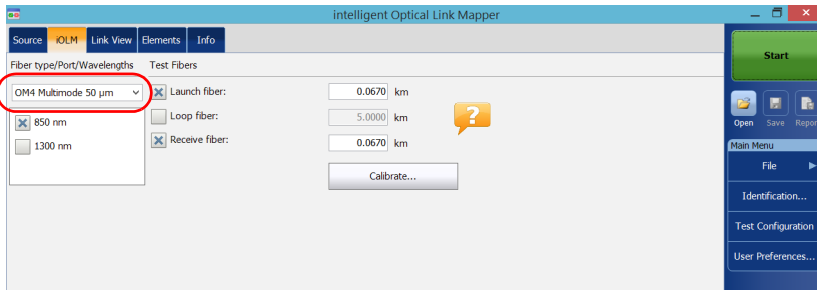 intelligent Optical Link Mapper
Source iOLM Link View Elements Info
Fiber type/Port/Wavelengths Test Fibers
OM4 Multimode 50 µm
Launch fiber: 0.0670 km
850 nm
Loop fiber: 5.0000 km
?
1300 nm
Receive fiber: 0.0670 km
Calibrate...
Start
Open Save Repor
Main Menu
File
Identification...
Test Configuration
User Preferences...